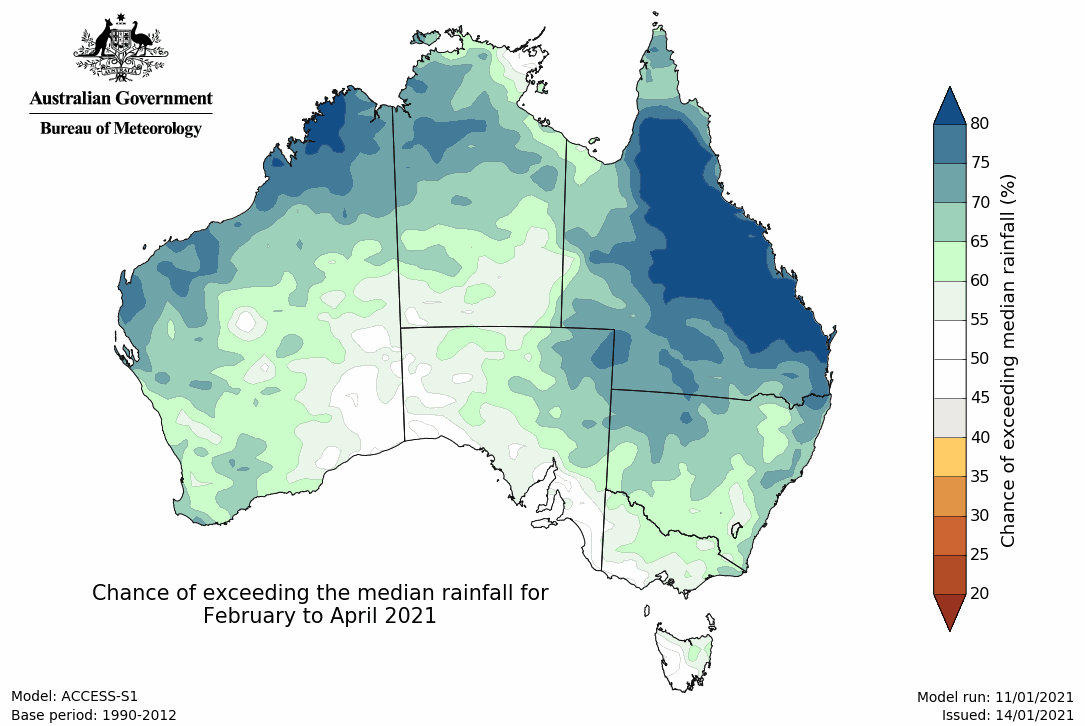 Australian Government
Bureau of Meteorology
80
75
70
65
60
55
50
45
40
35
30
25
20
Chance of exceeding median rainfall (%)
Chance of exceeding the median rainfall for
February to April 2021
Model: ACCESS-S1
Base period: 1990-2012
Model run: 11/01/2021
Issued: 14/01/2021